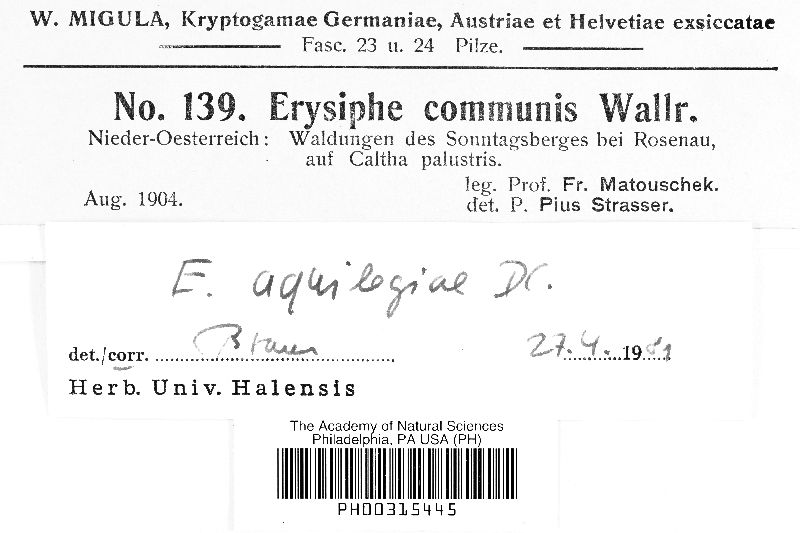 W. MIGULA, Kryptogamae Germaniae, Austriae et Helvetiae exsiccatae
Fasc. 23 u. 24 Pilze.
No. 139. Erysiphe communis Wallr.
Nieder-Oesterreich: Waldungen des Sonntagsberges bei Rosenau,
auf Caltha palustris.
Aug. 1904.
leg. Prof. Fr. Matouschek.
det. P. Pius Strasser.
E. aquilegiae DC.
det./corr. Braun 27.4. 1981
Herb. Univ. Halensis
The Academy of Natural Sciences
Philadelphia, PA USA (PH)
PH00315445